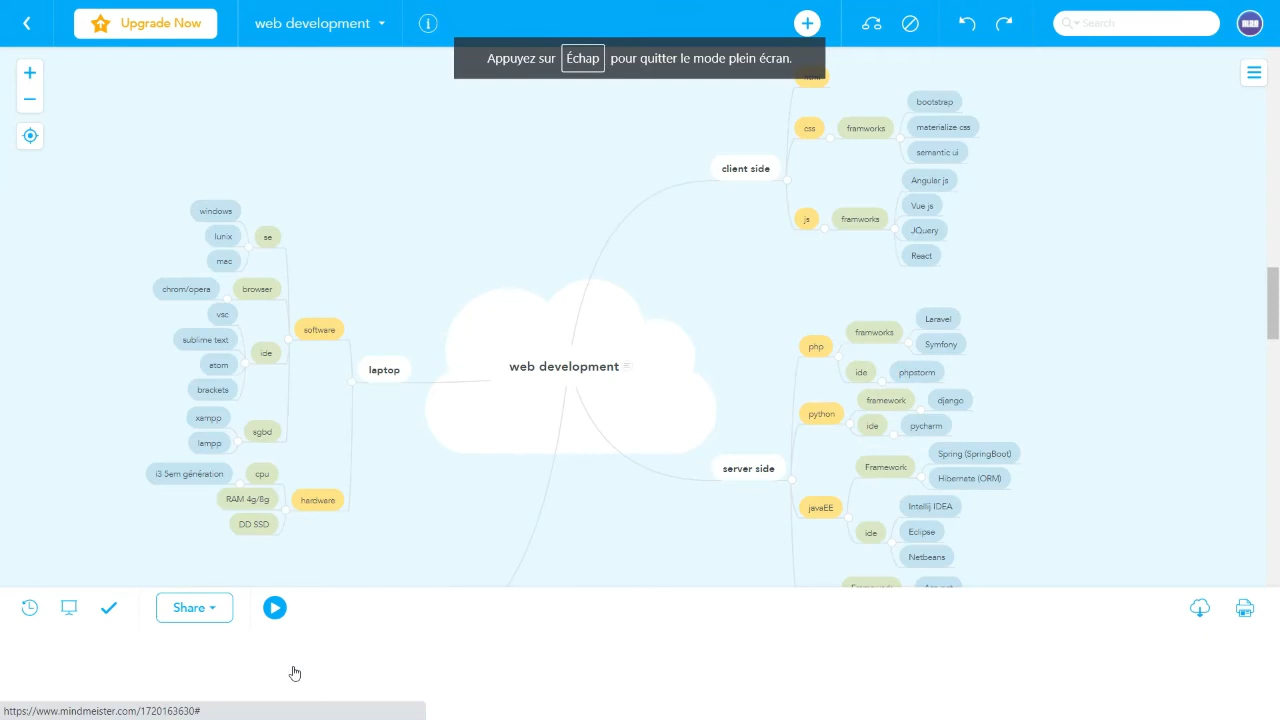 Upgrade Now
web development
Search
Appuyez sur Échap pour quitter le mode plein écran.
css
framworks
bootstrap
materialize css
semantic ui
client side
js
framworks
Angular js
Vue js
JQuery
React
windows
lunix
mac
se
chrom/opera
browser
vsc
sublime text
atom
brackets
ide
software
xampp
lampp
sgbd
laptop
i3 5em génération
cpu
RAM 4g/8g
DD SSD
hardware
web development
server side
php
framworks
Laravel
Symfony
ide
phpstorm
python
framework
django
ide
pycharm
javaEE
Framework
Spring (SpringBoot)
Hibernate (ORM)
ide
Intellij IDEA
Eclipse
Netbeans
Share
https://www.mindmeister.com/1720163630#